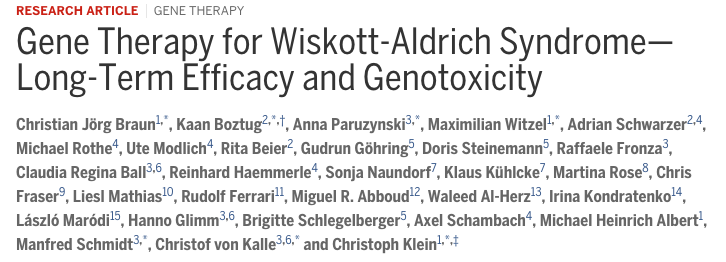 RESEARCH ARTICLE | GENE THERAPY
Gene Therapy for Wiskott-Aldrich Syndrome—
Long-Term Efficacy and Genotoxicity
Christian Jörg Braun1,*, Kaan Boztug2,*,†, Anna Paruzynski3,*, Maximilian Witzel1,*, Adrian Schwarzer2,4,
Michael Rothe4, Ute Modlich4, Rita Beier2, Gudrun Göhring5, Doris Steinemann5, Raffaele Fronza3,
Claudia Regina Ball3,6, Reinhard Haemmerle4, Sonja Naundorf7, Klaus Kühlcke7, Martina Rose8, Chris
Fraser9, Liesl Mathias10, Rudolf Ferrari11, Miguel R. Abboud12, Waleed Al-Herz13, Irina Kondratenko14,
László Maródi15, Hanno Glimm3,6, Brigitte Schlegelberger5, Axel Schambach4, Michael Heinrich Albert1,
Manfred Schmidt3,*, Christof von Kalle3,6,* and Christoph Klein1,*,‡